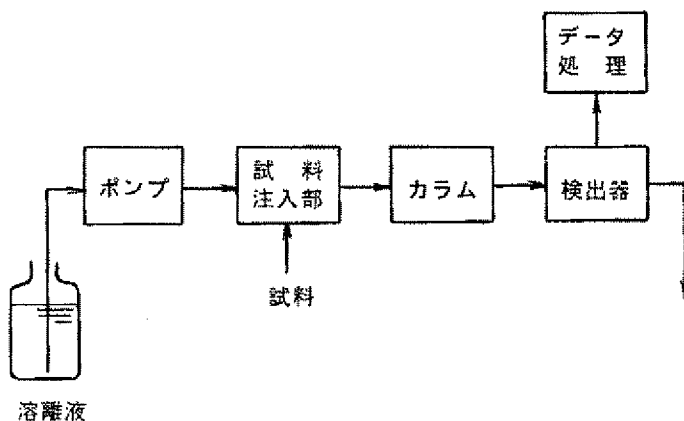 データ
処 理
ポンプ
試 料
注入部
カラム
検出器
試料
溶離液